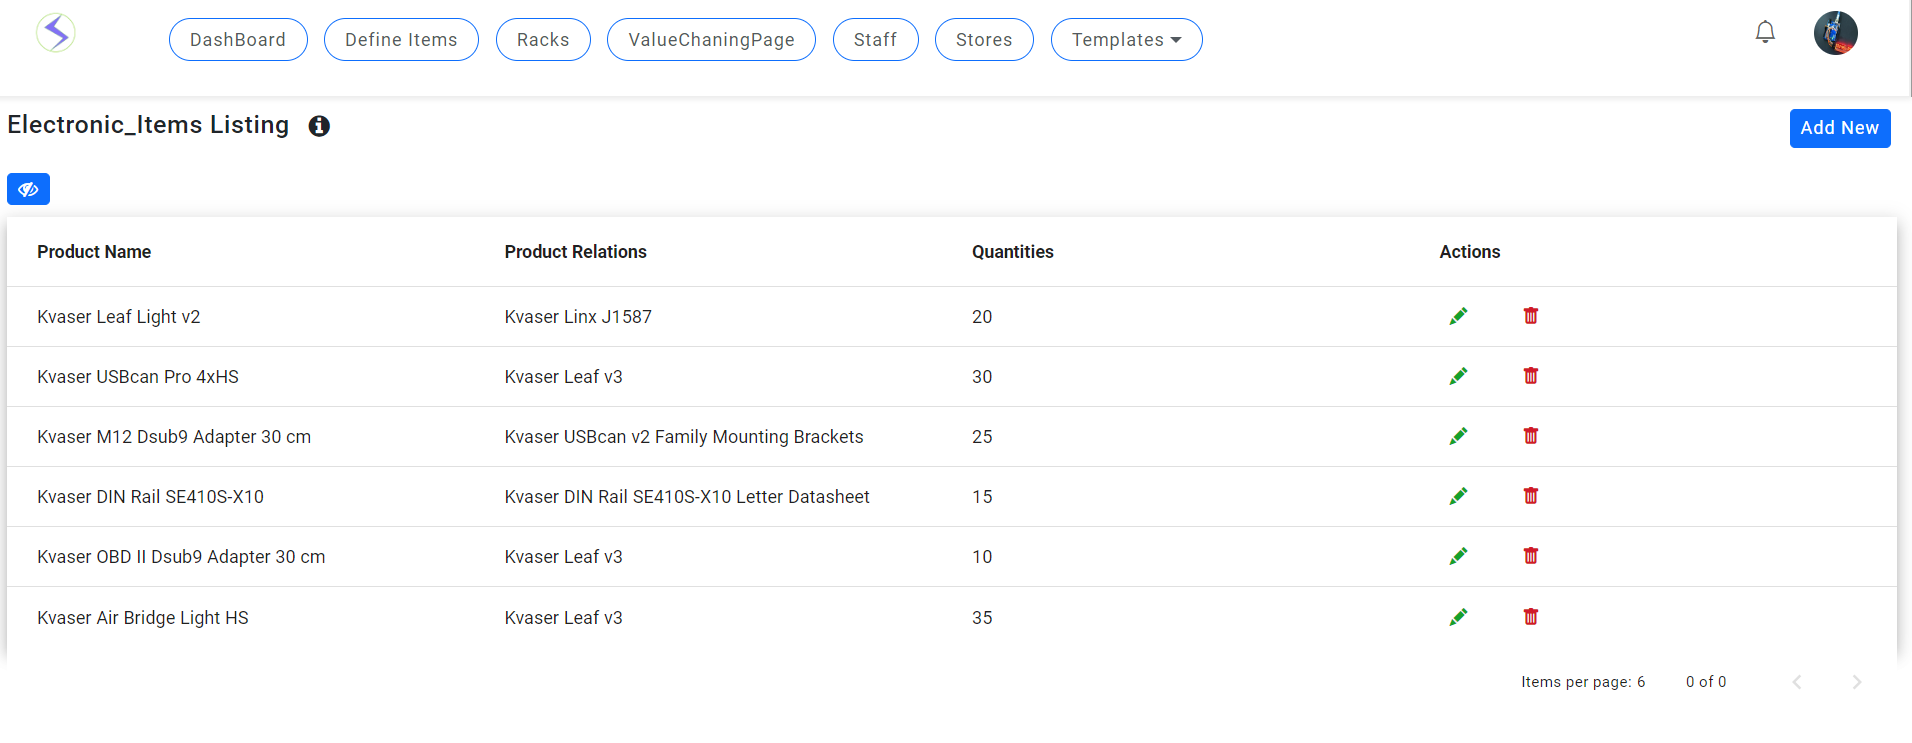 DashBoard Define Items Racks ValueChaningPage Staff Stores Templates
Electronic_Items Listing
Add New
Product Name Product Relations Quantities Actions
Kvaser Leaf Light v2 Kvaser Linx J1587 20
Kvaser USBcan Pro 4xHS Kvaser Leaf v3 30
Kvaser M12 Dsub9 Adapter 30 cm Kvaser USBcan v2 Family Mounting Brackets 25
Kvaser DIN Rail SE410S-X10 Kvaser DIN Rail SE410S-X10 Letter Datasheet 15
Kvaser OBD II Dsub9 Adapter 30 cm Kvaser Leaf v3 10
Kvaser Air Bridge Light HS Kvaser Leaf v3 35
Items per page: 6 0 of 0